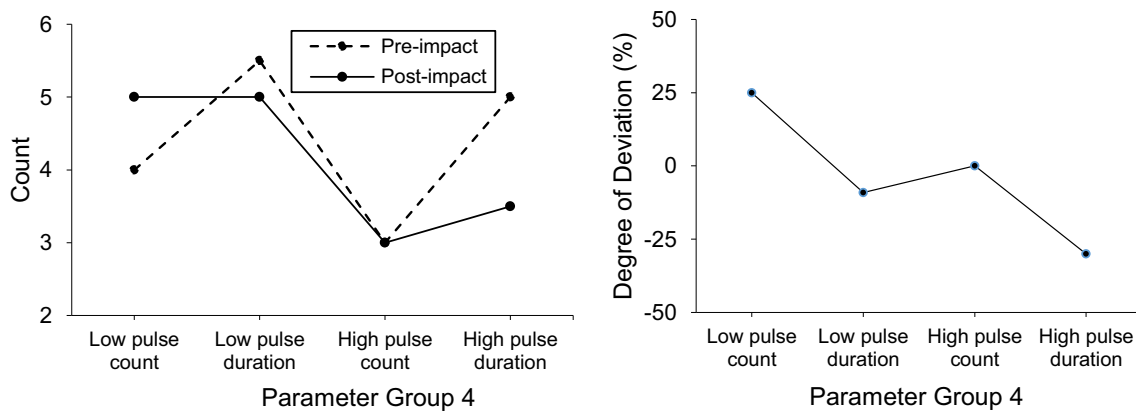 6
5
4
3
2
Count
Pre-impact
Post-impact
Low pulse
count
Low pulse
duration
High pulse
count
High pulse
duration
Parameter Group 4
50
25
0
-25
-50
Degree of Deviation (%)
Low pulse
count
Low pulse
duration
High pulse
count
High pulse
duration
Parameter Group 4